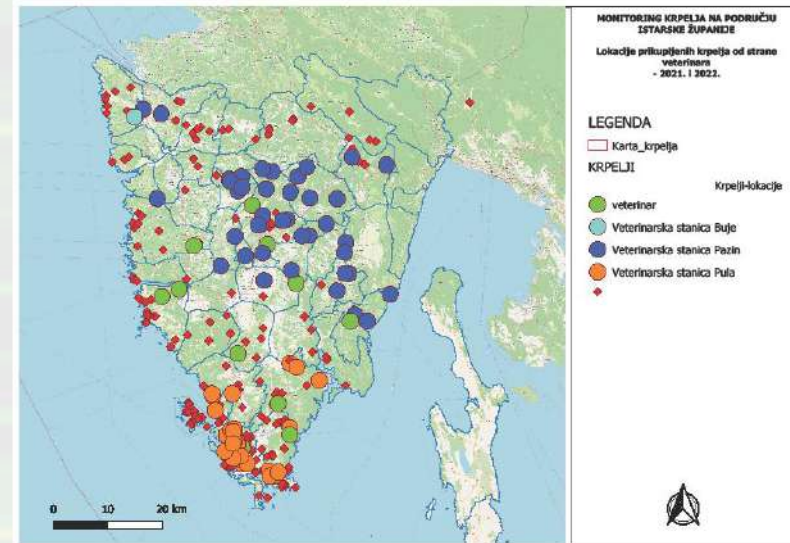 MONITORING KRPELJA NA PODRUČJU
ISTARSKE ŽUPANIJE
Lokacije prikupljenih krpelja od strane
veterinara
- 2021. i 2022.
LEGENDA
Karta_krpelja
KRPELJI
Krpelji-lokacije
veterinar
Veterinarska stanica Buje
Veterinarska stanica Pazin
Veterinarska stanica Pula
0 10 20 km